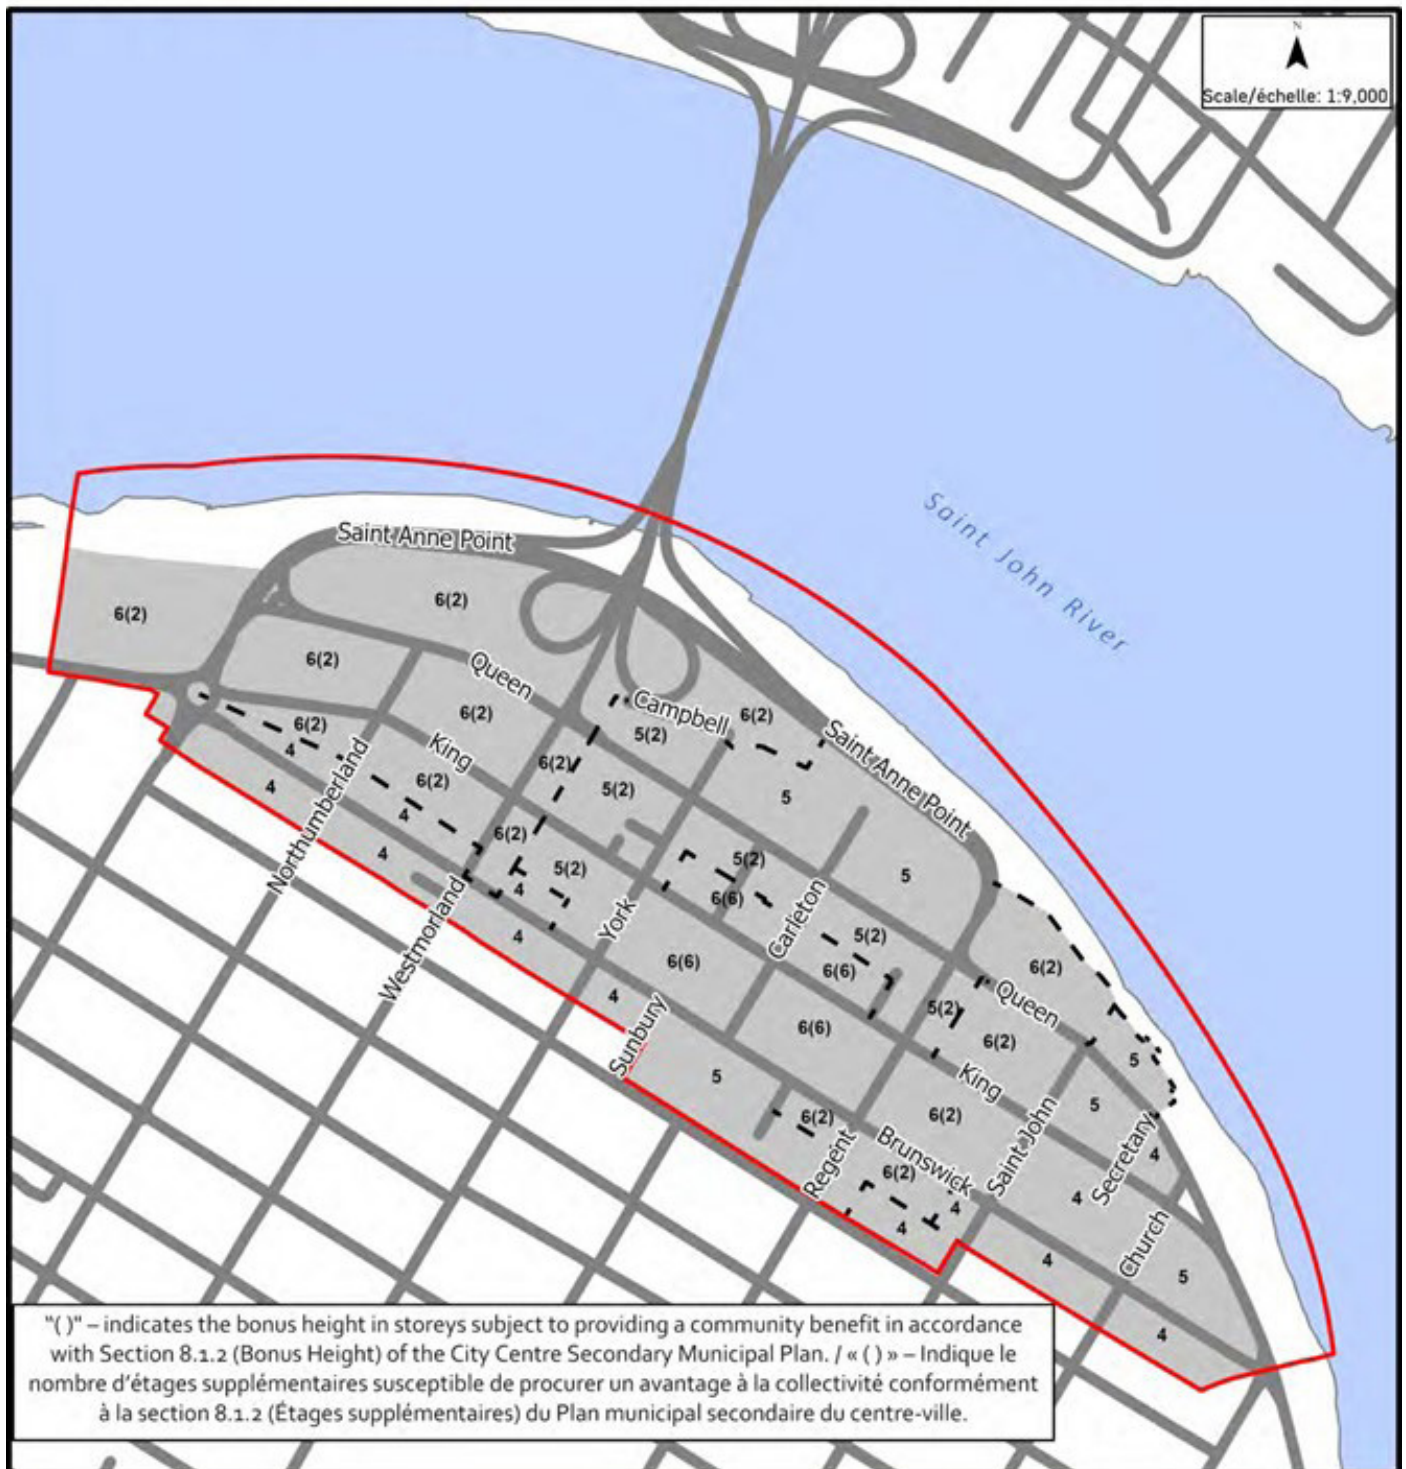 N
Scale/échelle: 1:9,000
Saint John River
Saint Anne Point
6(2)
6(2)
6(2)
Queen
6(2)
Campbell
6(2)
5(2)
6(2)
4
King
Saint Anne Point
6(2)
6(2)
5(2)
5
4
4
Northumberland
6(2)
4
5(2)
5(2)
5
4
6(6)
Westmorland
York
Carleton
5(2)
4
6(6)
6(6)
6(2)
4
Sunbury
5(2)
Queen
6(6)
6(2)
5
5
King
6(2)
6(2)
5
Saint John
Secretary
Brunswick
Regent
6(2)
4
4
4
4
4
Church
5
4
"( )" – indicates the bonus height in storeys subject to providing a community benefit in accordance
with Section 8.1.2 (Bonus Height) of the City Centre Secondary Municipal Plan. / « ( ) » – Indique le
nombre d'étages supplémentaires susceptible de procurer un avantage à la collectivité conformément
à la section 8.1.2 (Étages supplémentaires) du Plan municipal secondaire du centre-ville.